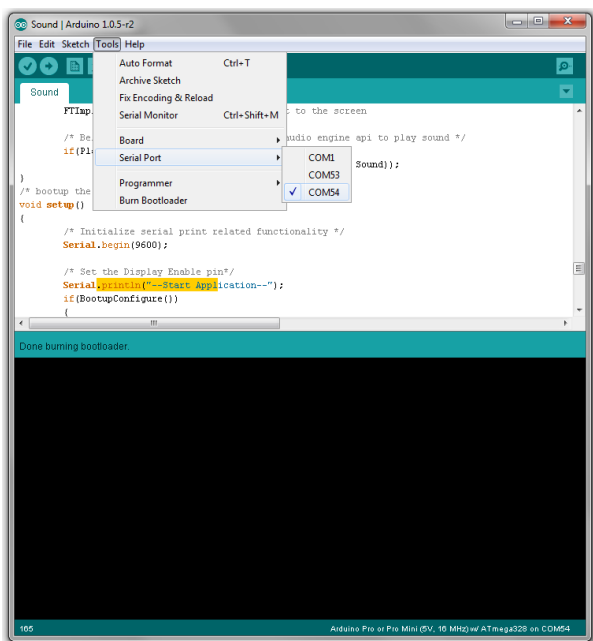 Sound | Arduino 1.0.5-r2
File Edit Sketch Tools Help
Auto Format Ctrl+T
Archive Sketch
Fix Encoding & Reload
Serial Monitor Ctrl+Shift+M
Board
Serial Port
Programmer
Burn Bootloader
COM1
COM53
COM54
Sound
FTImp to the screen
/* Be audio engine api to play sound */
if(Pl
Sound));
}
/* bootup the
void setup()
{
/* Initialize serial print related functionality */
Serial.begin(9600);
/* Set the Display Enable pin*/
Serial.println("--Start Application--");
if(BootupConfigure())
{
Done burning bootloader.
165 Arduino Pro or Pro Mini (5V, 16 MHz) w/ ATmega328 on COM54